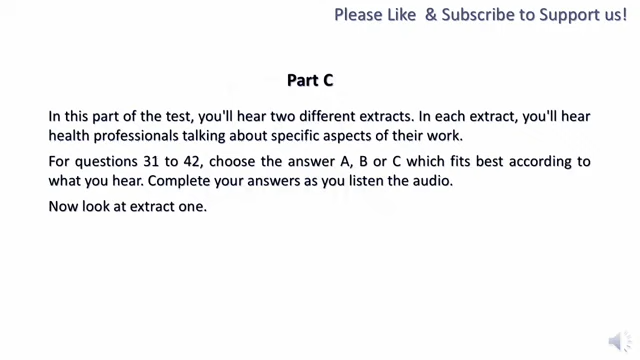 Please Like & Subscribe to Support us!
Part C
In this part of the test, you'll hear two different extracts. In each extract, you'll hear
health professionals talking about specific aspects of their work.
For questions 31 to 42, choose the answer A, B or C which fits best according to
what you hear. Complete your answers as you listen the audio.
Now look at extract one.